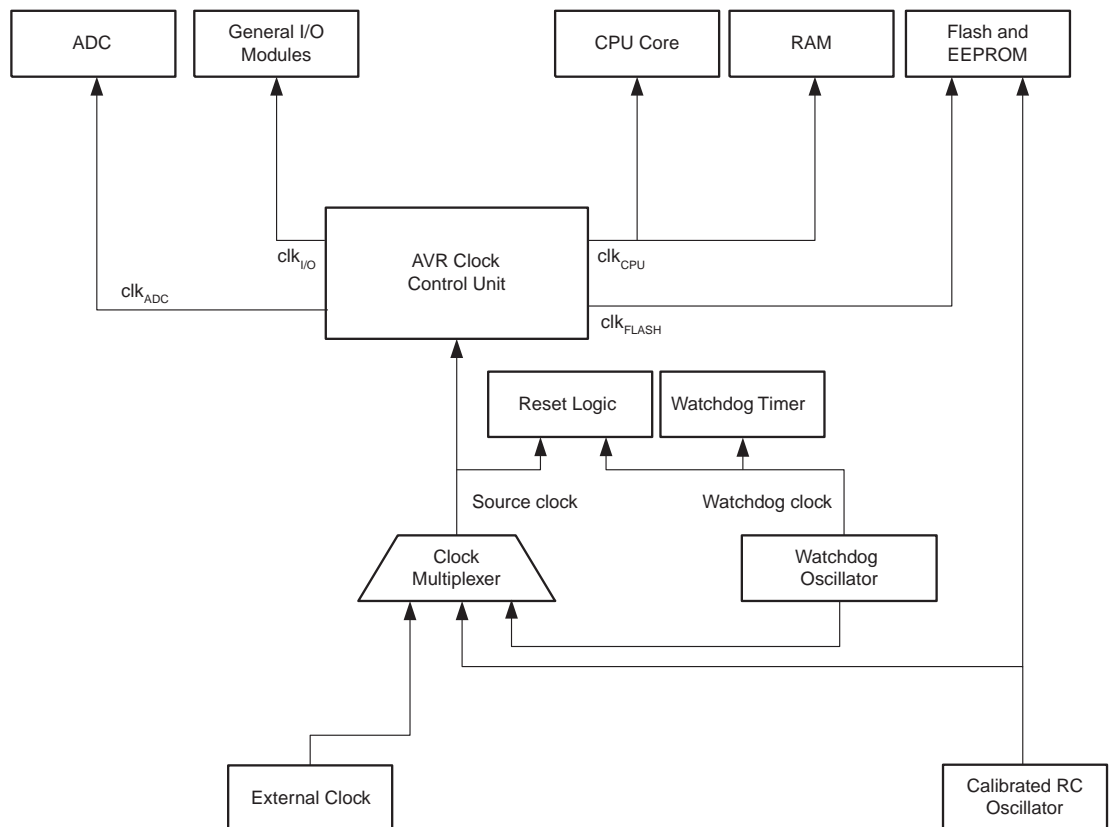 ADC
General I/O
Modules
CPU Core
RAM
Flash and
EEPROM
clkI/O
AVR Clock
Control Unit
clkCPU
clkADC
clkFLASH
Reset Logic
Watchdog Timer
Source clock
Watchdog clock
Clock
Multiplexer
Watchdog
Oscillator
External Clock
Calibrated RC
Oscillator